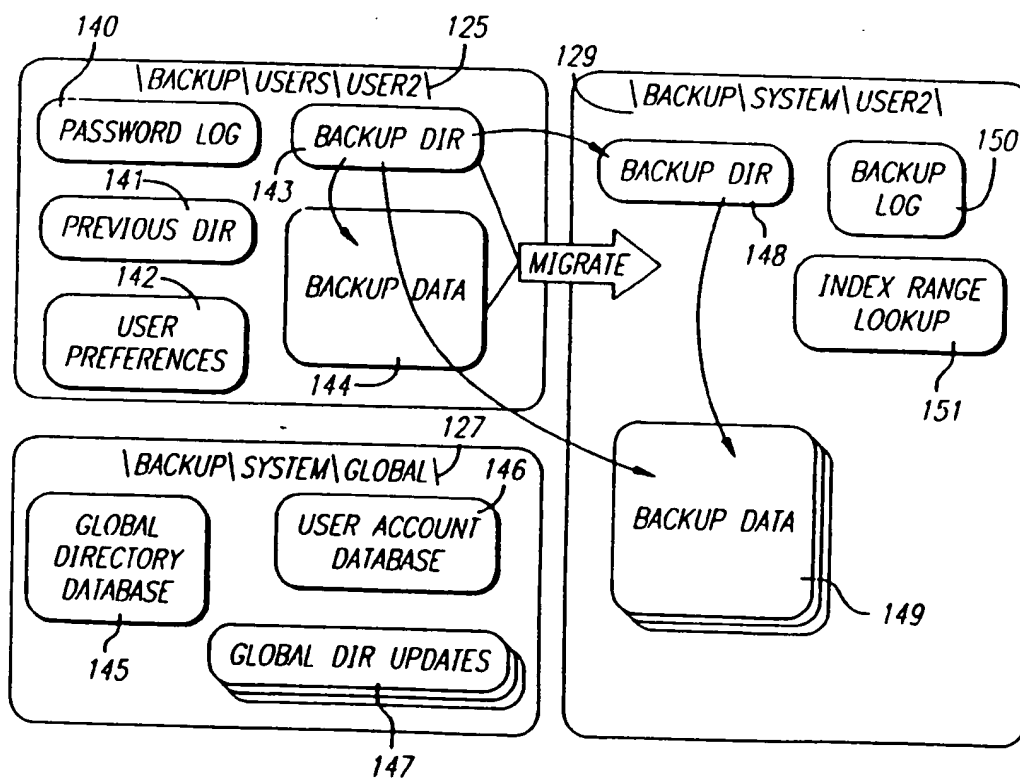 140
125
\BACKUP\USERS\USER2\
PASSWORD LOG
BACKUP DIR
143
141
PREVIOUS DIR
142
USER
PREFERENCES
BACKUP DATA
144
MIGRATE
129
\BACKUP\SYSTEM\USER2\
BACKUP DIR
148
BACKUP
LOG
150
INDEX RANGE
LOOKUP
151
BACKUP DATA
149
127
\BACKUP\SYSTEM\GLOBAL\
146
GLOBAL
DIRECTORY
DATABASE
145
USER ACCOUNT
DATABASE
GLOBAL DIR UPDATES
147